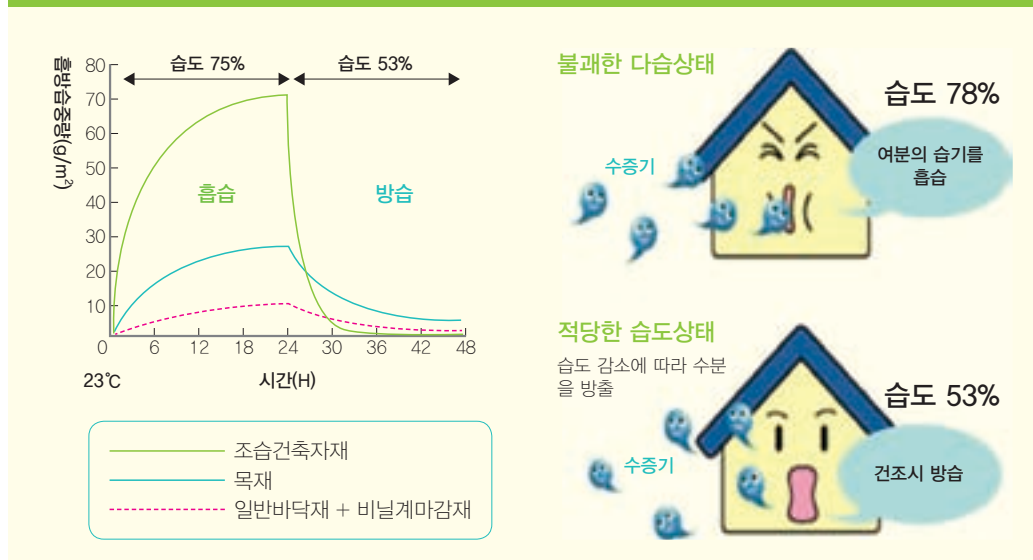 흡방습중량(g/m²)
80
70
60
50
40
30
20
10
습도 75%
습도 53%
흡습
방습
0 6 12 18 24 30 36 42 48
23℃
시간(H)
조습건축자재
목재
일반바닥재 + 비닐계마감재
불쾌한 다습상태
습도 78%
수증기
여분의 습기를
흡습
적당한 습도상태
습도 감소에 따라 수분
을 방출
습도 53%
수증기
건조시 방습